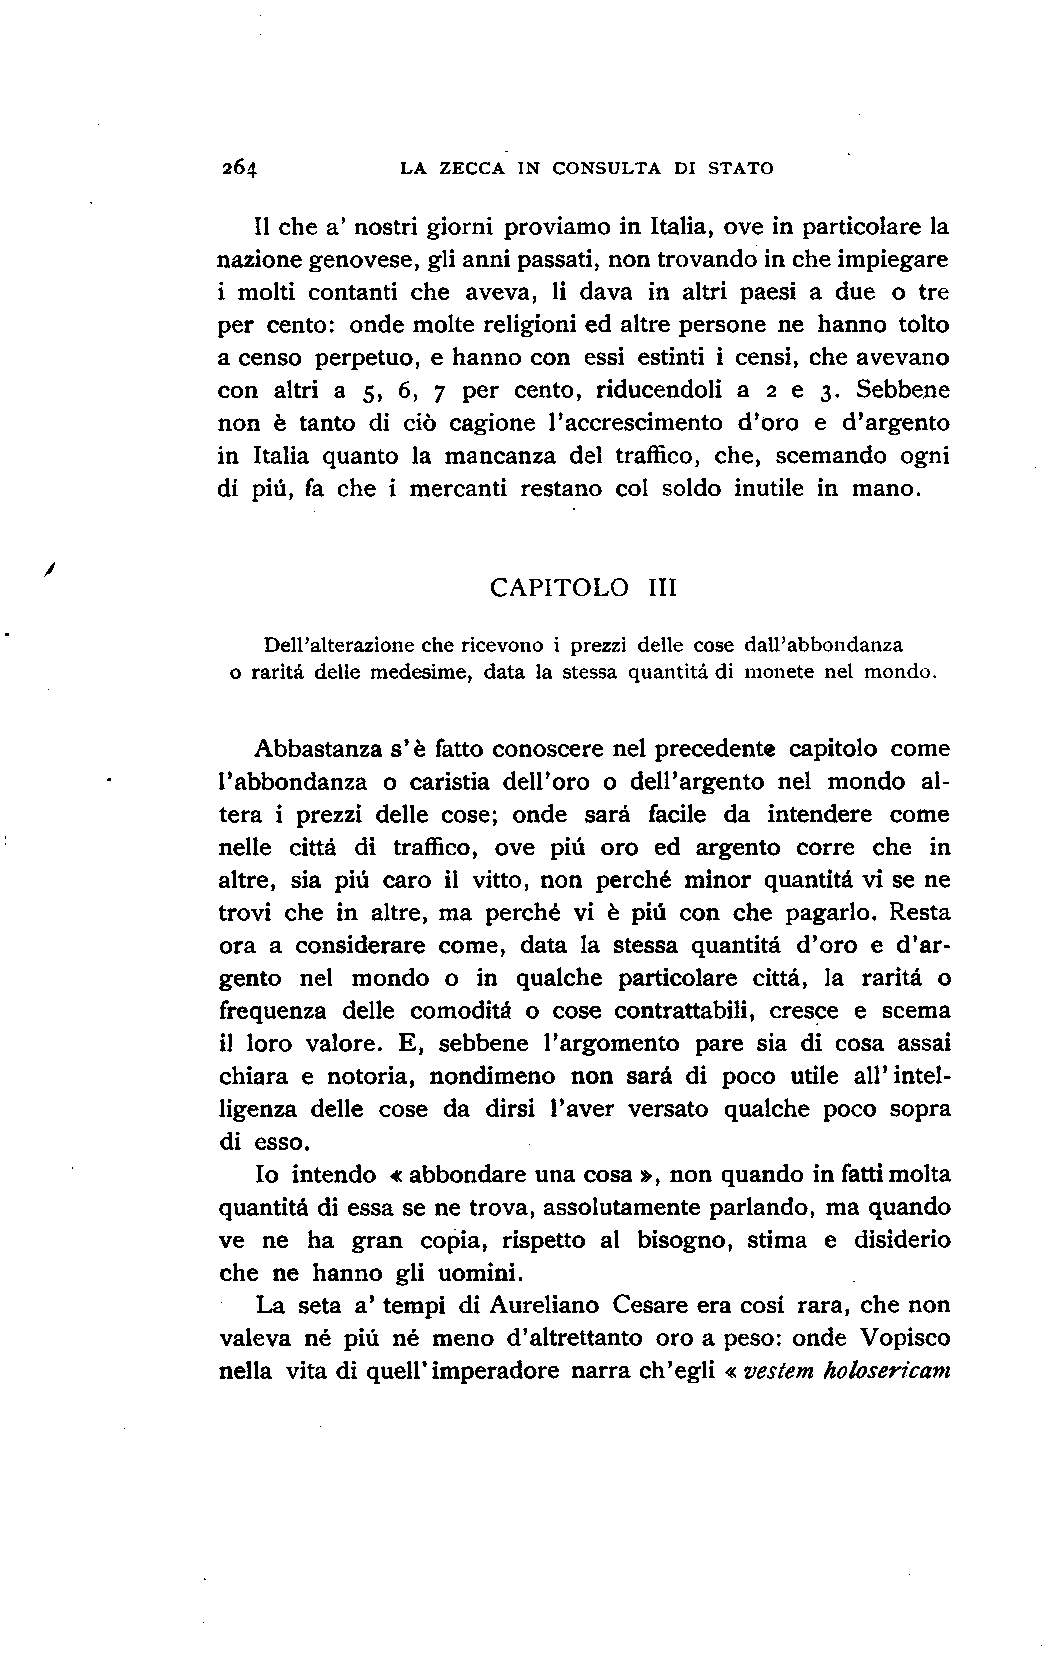 264 LA ZECCA IN CONSULTA DI STATO
Il che a' nostri giorni proviamo in Italia, ove in particolare la
nazione genovese, gli anni passati, non trovando in che impiegare
i molti contanti che aveva, li dava in altri paesi a due o tre
per cento: onde molte religioni ed altre persone ne hanno tolto
a censo perpetuo, e hanno con essi estinti i censi, che avevano
con altri a 5, 6, 7 per cento, riducendoli a 2 e 3. Sebbene
non è tanto di ciò cagione l'accrescimento d'oro e d'argento
in Italia quanto la mancanza del traffico, che, scemando ogni
di piú, fa che i mercanti restano col soldo inutile in mano.
CAPITOLO III
Dell'alterazione che ricevono i prezzi delle cose dall'abbondanza
o raritá delle medesime, data la stessa quantitá di monete nel mondo.
Abbastanza s'è fatto conoscere nel precedente capitolo come
l'abbondanza o caristia dell'oro o dell'argento nel mondo al-
tera i prezzi delle cose; onde sará facile da intendere come
nelle cittá di traffico, ove piú oro ed argento corre che in
altre, sia piú caro il vitto, non perché minor quantitá vi se ne
trovi che in altre, ma perché vi è piú con che pagarlo. Resta
ora a considerare come, data la stessa quantitá d'oro e d'ar-
gento nel mondo o in qualche particolare cittá, la raritá o
frequenza delle comoditá o cose contrattabili, cresce e scema
il loro valore. E, sebbene l'argomento pare sia di cosa assai
chiara e notoria, nondimeno non sará di poco utile all'intel-
ligenza delle cose da dirsi l'aver versato qualche poco sopra
di esso.
Io intendo « abbondare una cosa », non quando in fatti molta
quantitá di essa se ne trova, assolutamente parlando, ma quando
ve ne ha gran copia, rispetto al bisogno, stima e disiderio
che ne hanno gli uomini.
La seta a' tempi di Aureliano Cesare era cosí rara, che non
valeva né piú né meno d'altrettanto oro a peso: onde Vopisco
nella vita di quell'imperadore narra ch'egli « vestem holosericam